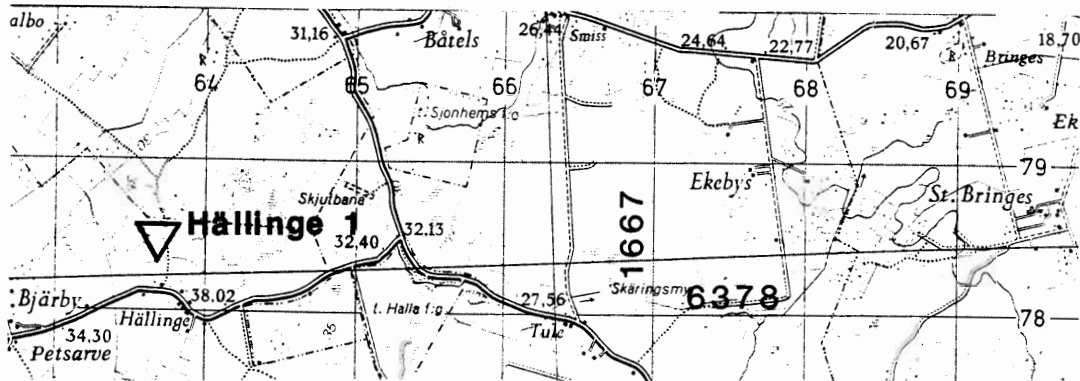 albo
31,16
Båtels
26,44
Smiss
24,64
22,77
20,67
Bringes
18,70
R
R
64
65
66
67
68
69
t. Sjonhems f:g
R
Ek
79
Ekebys
Skjutbana
St. Bringes
Hällinge 1
32,40
32,13
1667
Skäringsmy
6378
Bjärby
38,02
Hällinge
t. Halla f:g
27,56
Tule
78
34,30
Petsarve